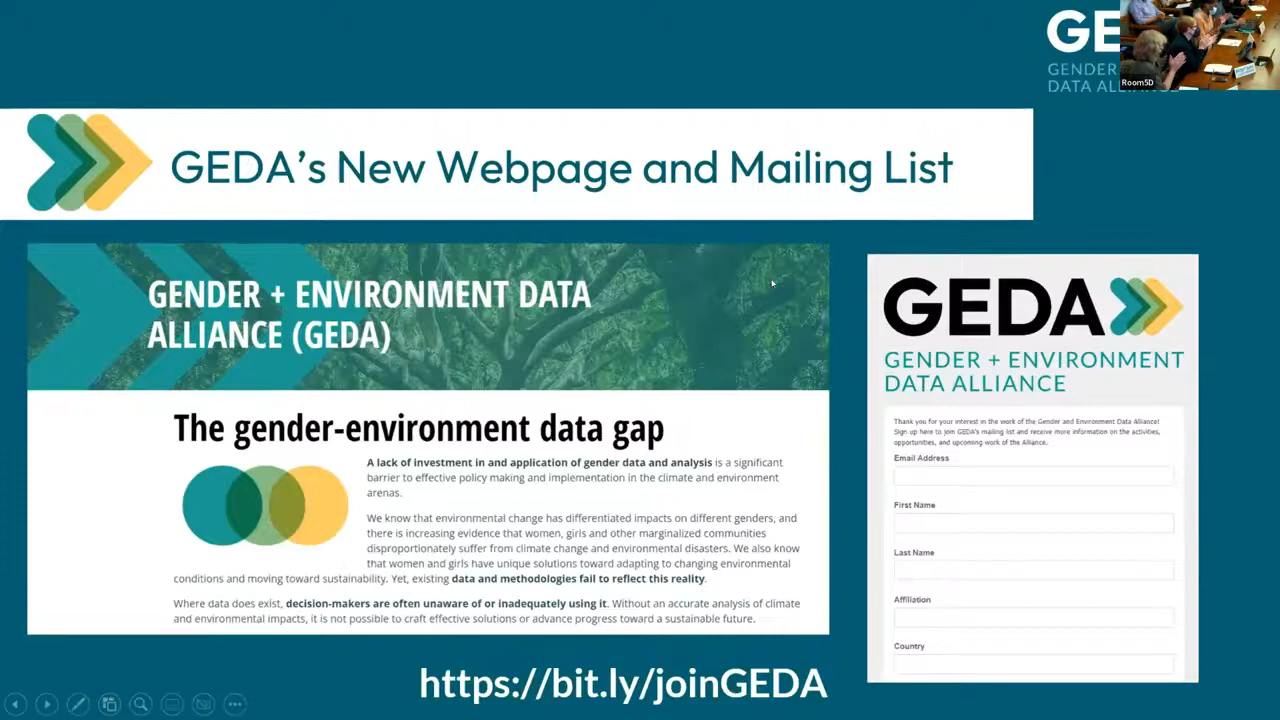 GE
GENDER
DATA ALLIANCE
Room5D
GEDA's New Webpage and Mailing List
GENDER + ENVIRONMENT DATA
ALLIANCE (GEDA)
The gender-environment data gap
A lack of investment in and application of gender data and analysis is a significant
barrier to effective policy making and implementation in the climate and environment
arenas.
We know that environmental change has differentiated impacts on different genders, and
there is increasing evidence that women, girls and other marginalized communities
disproportionately suffer from climate change and environmental disasters. We also know
that women and girls have unique solutions toward adapting to changing environmental
conditions and moving toward sustainability. Yet, existing data and methodologies fail to reflect this reality.
Where data does exist, decision-makers are often unaware of or inadequately using it. Without an accurate analysis of climate
and environmental impacts, it is not possible to craft effective solutions or advance progress toward a sustainable future.
GEDA
GENDER + ENVIRONMENT
DATA ALLIANCE
Thank you for your interest in the work of the Gender and Environment Data Alliance!
Sign up here to join GEDA's mailing list and receive more information on the activities,
opportunities, and upcoming work of the Alliance.
Email Address
First Name
Last Name
Affiliation
Country
https://bit.ly/joinGEDA